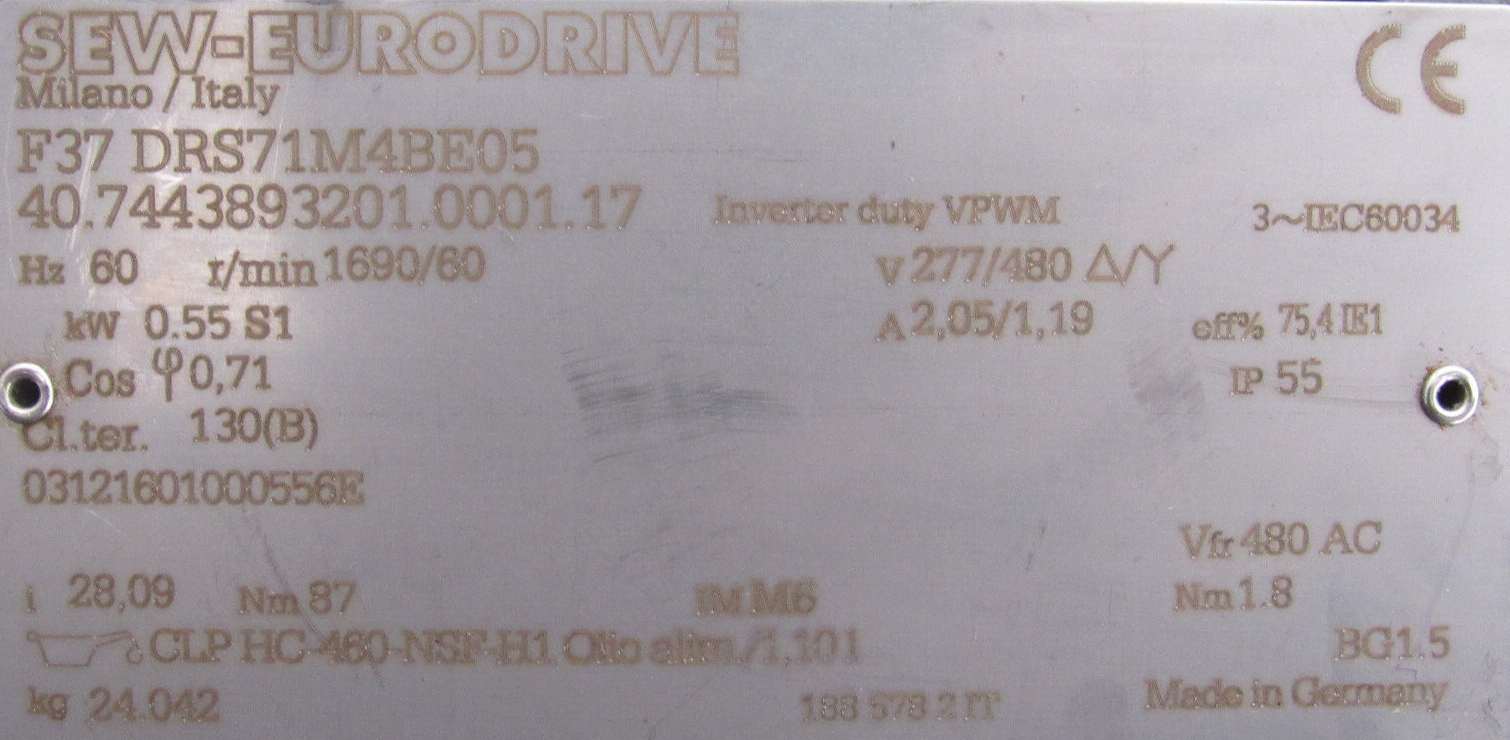 SEW-EURODRIVE CE
Milano / Italy
F37 DRS71M4BE05
40.7443893201.0001.17 Inverter duty VPWM 3~IEC60034
Hz 60 r/min 1690/60 V 277/480 Δ/Y
kW 0.55 S1 A 2,05/1,19 eff% 75,4 IE1
Cos φ 0,71 IP 55
Cl.ter. 130(B)
03121601000556E
Vfr 480 AC
i 28,09 Nm 87 IM M6 Nm 1.8
CLP HC-460-NSF-H1 Olio alim./1,10 l BG1.5
kg 24.042 188 578 2 IT Made in Germany